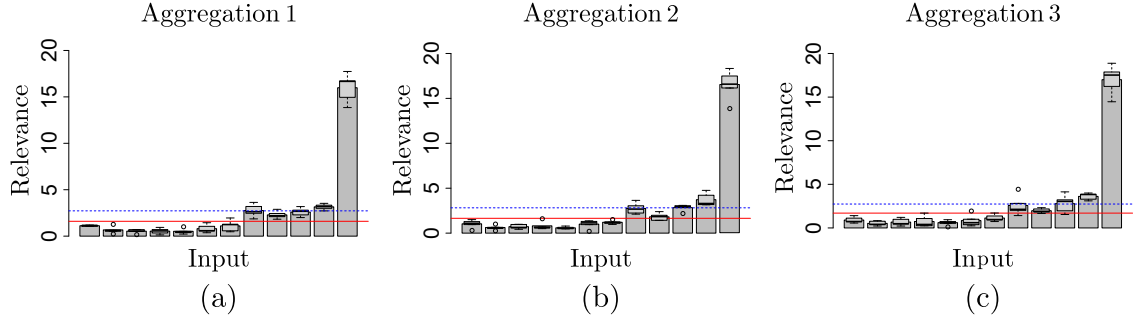 Aggregation 1
Aggregation 2
Aggregation 3
Relevance
0
5
10
15
20
Input
(a)
Relevance
0
5
10
15
20
Input
(b)
Relevance
0
5
10
15
20
Input
(c)